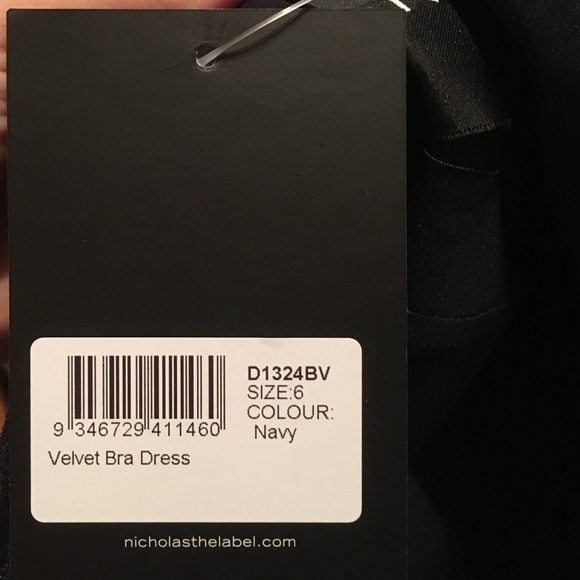 D1324BV
SIZE:6
COLOUR:
Navy
9 346729 411460
Velvet Bra Dress
nicholasthelabel.com